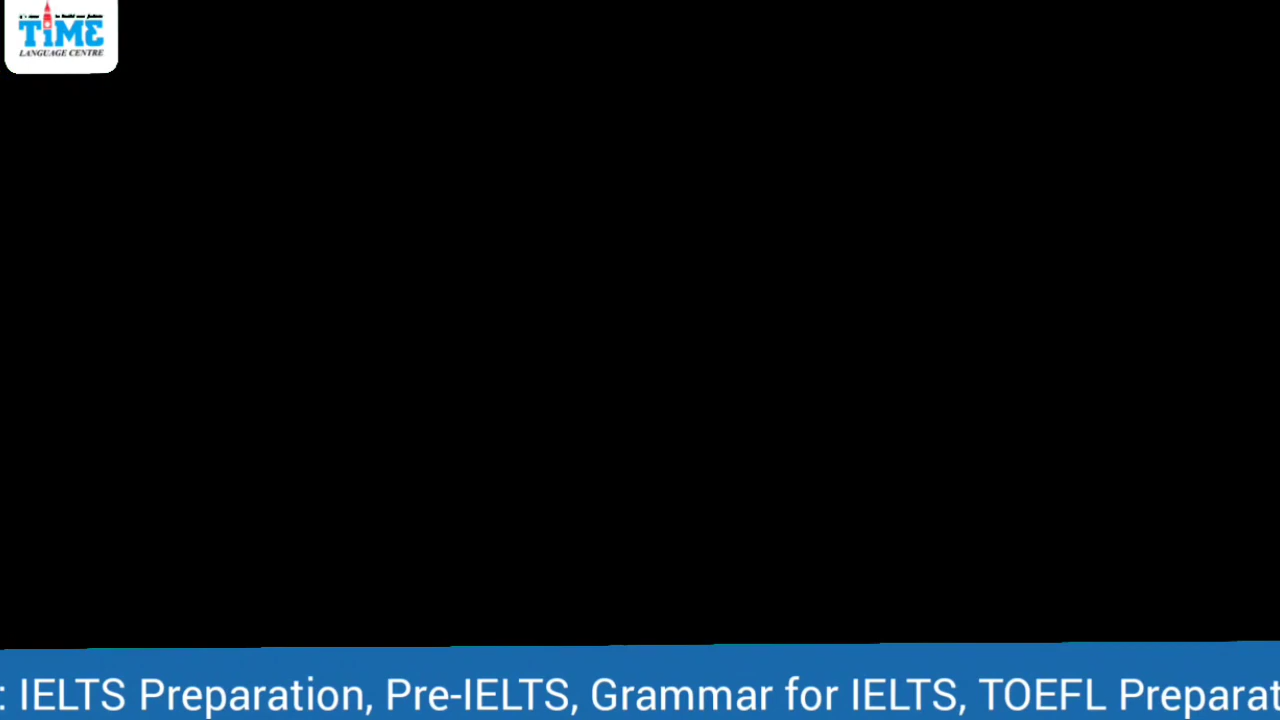 TiME
LANGUAGE CENTRE
: IELTS Preparation, Pre-IELTS, Grammar for IELTS, TOEFL Preparat